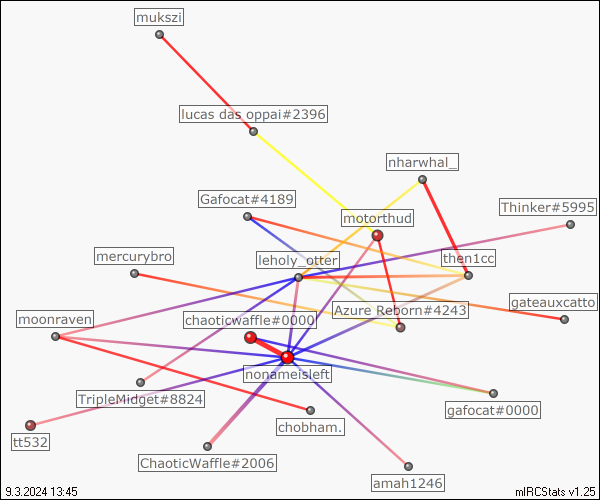 mukszi
lucas das oppai#2396
nharwhal_
Gafocat#4189
Thinker#5995
motorthud
mercurybro
leholy_otter
then1cc
gateauxcatto
Azure Reborn#4243
moonraven
chaoticwaffle#0000
nonameisleft
TripleMidget#8824
gafocat#0000
chobham.
tt532
ChaoticWaffle#2006
amah1246
9.3.2024 13:45
mIRCStats v1.25